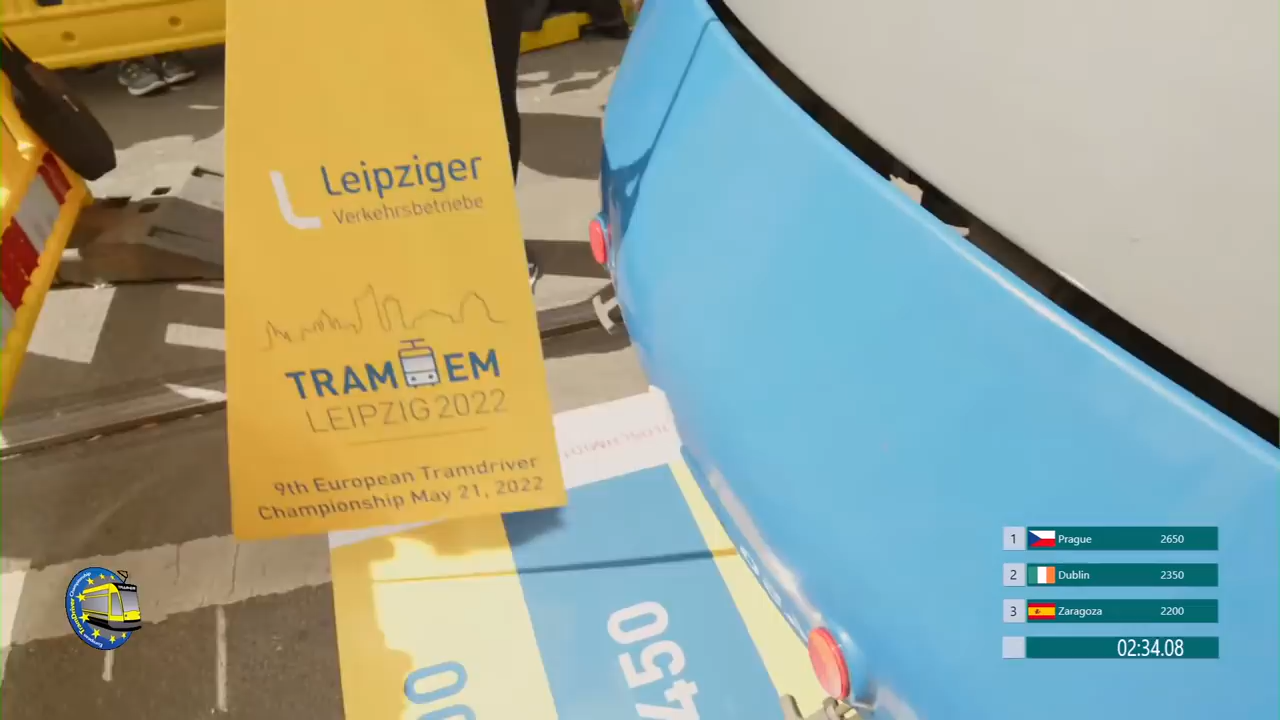 Leipziger
Verkehrsbetriebe
TRAM EM
LEIPZIG 2022
9th European Tramdriver
Championship May 21, 2022
450
1 Prague 2650
2 Dublin 2350
3 Zaragoza 2200
02:34.08